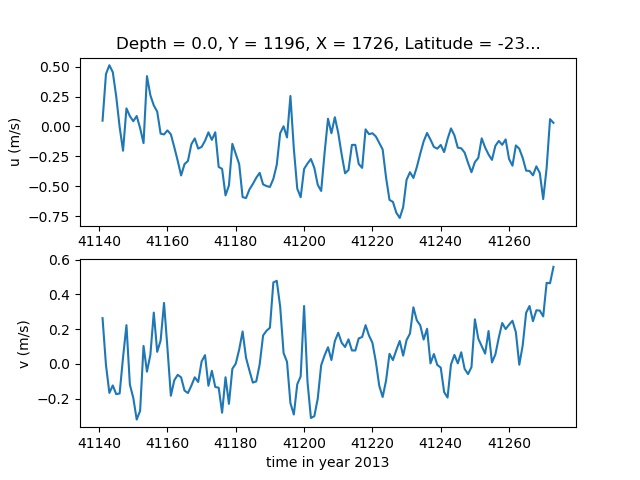 Depth = 0.0, Y = 1196, X = 1726, Latitude = -23...
0.50
0.25
0.00
−0.25
−0.50
−0.75
u (m/s)
41140 41160 41180 41200 41220 41240 41260
0.6
0.4
0.2
0.0
−0.2
v (m/s)
41140 41160 41180 41200 41220 41240 41260
time in year 2013